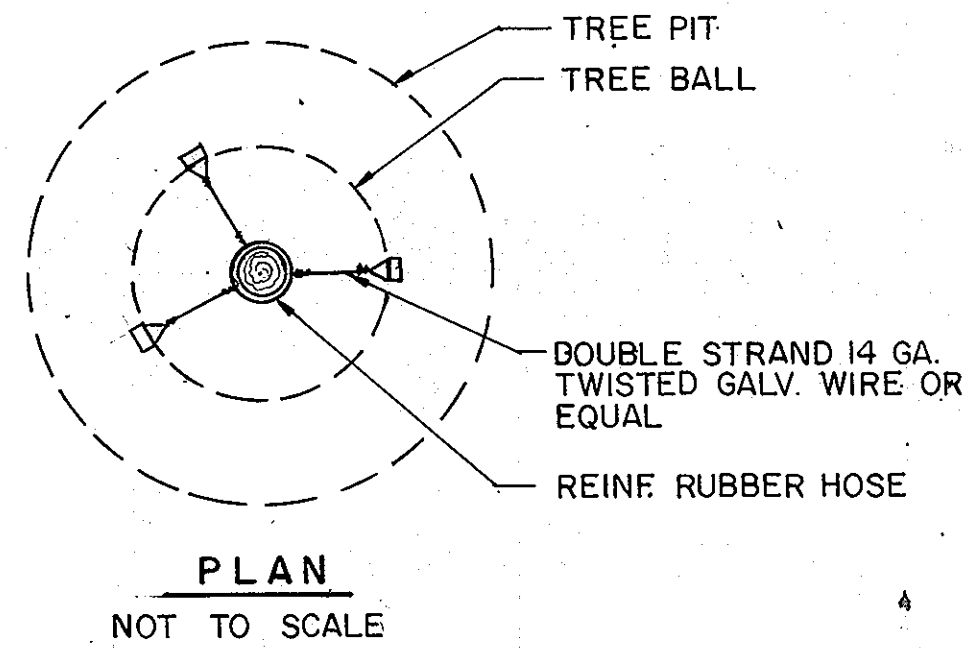 TREE PIT
TREE BALL
DOUBLE STRAND 14 GA.
TWISTED GALV. WIRE OR
EQUAL
REINF. RUBBER HOSE
PLAN
NOT TO SCALE